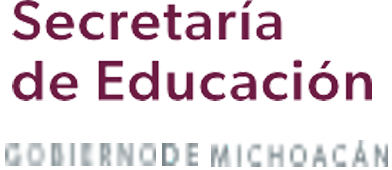 Secretaría
de Educación
GOBIERNO DE MICHOACÁN